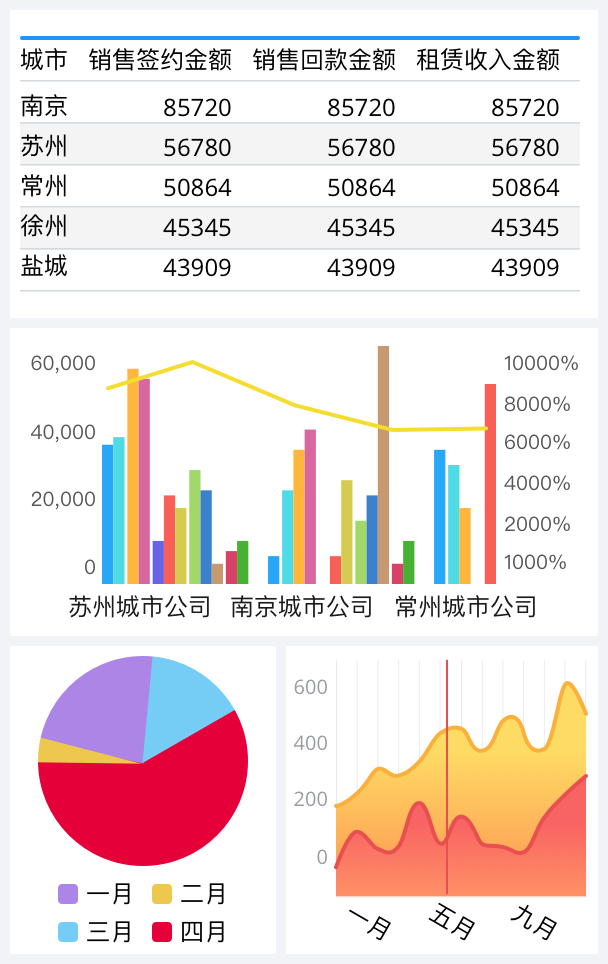 城市 销售签约金额 销售回款金额 租赁收入金额
南京 85720 85720 85720
苏州 56780 56780 56780
常州 50864 50864 50864
徐州 45345 45345 45345
盐城 43909 43909 43909
60,000 10000%
8000%
40,000 6000%
20,000 4000%
2000%
0 1000%
苏州城市公司 南京城市公司 常州城市公司
一月 二月
三月 四月
600
400
200
0
一月 五月 九月